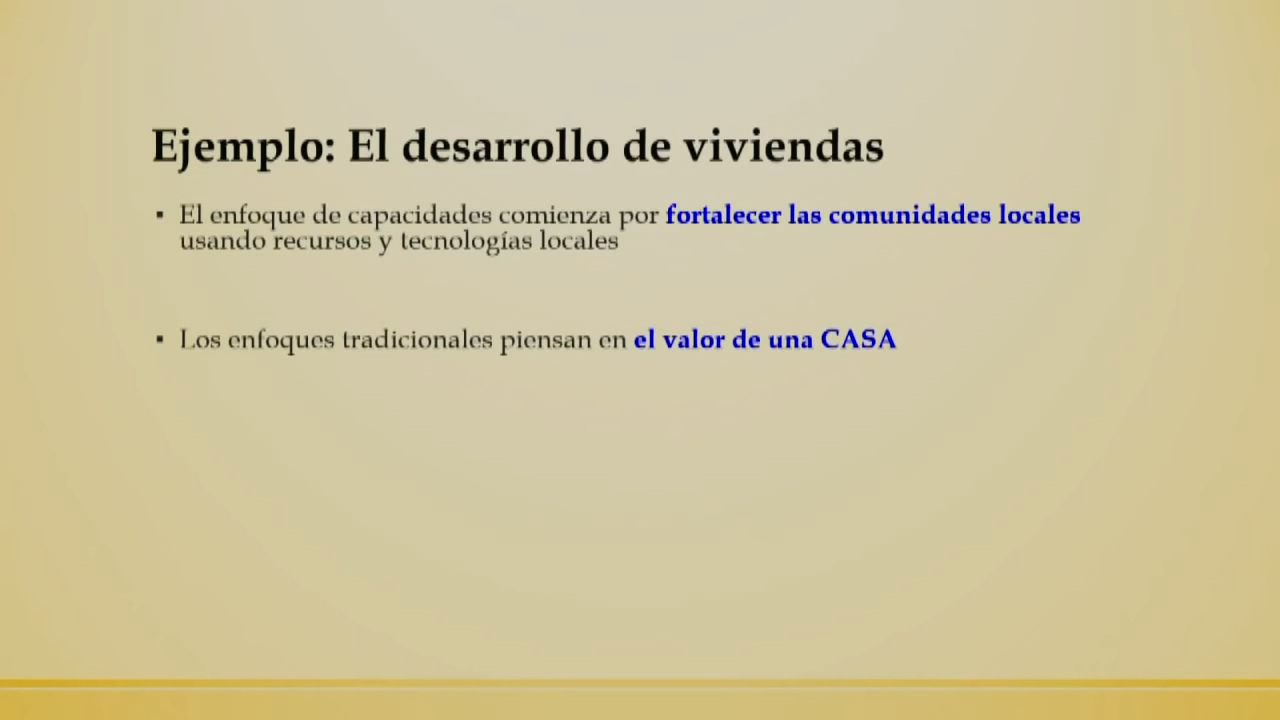 Ejemplo: El desarrollo de viviendas
▪ El enfoque de capacidades comienza por fortalecer las comunidades locales
usando recursos y tecnologías locales
▪ Los enfoques tradicionales piensan en el valor de una CASA